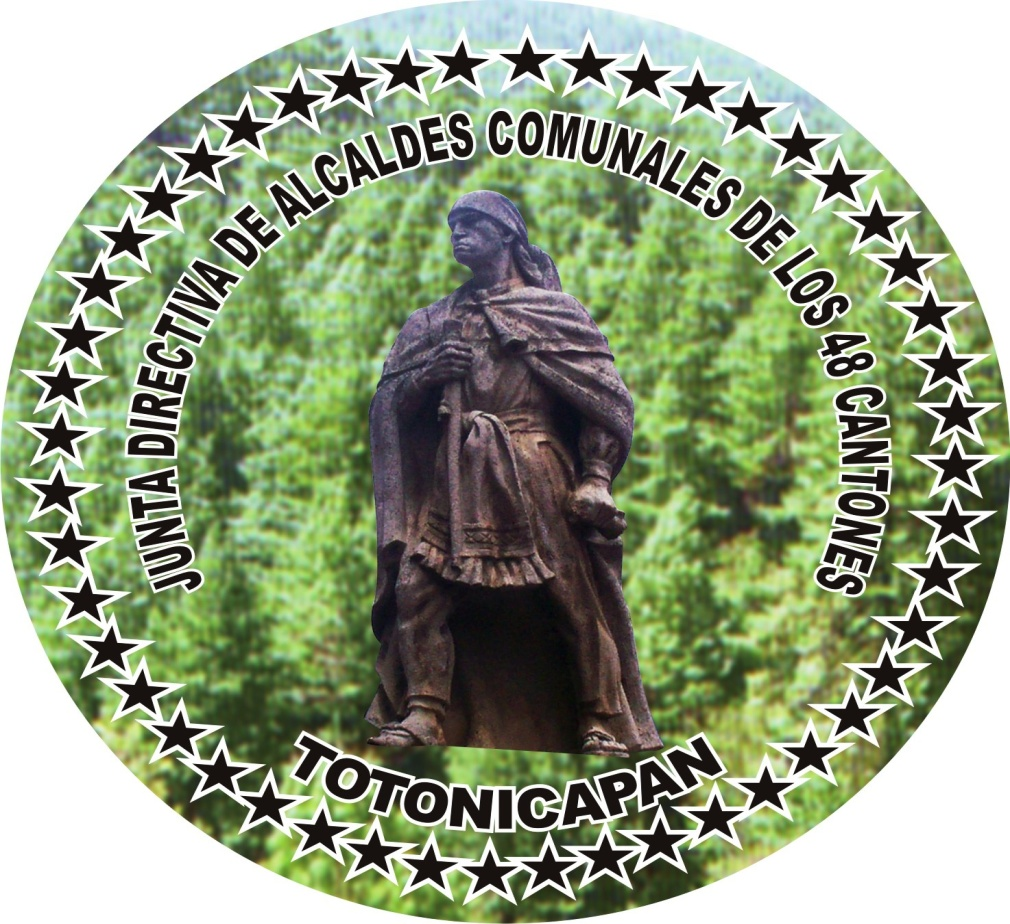 JUNTA DIRECTIVA DE ALCALDES COMUNALES DE LOS 48 CANTONES
TOTONICAPAN